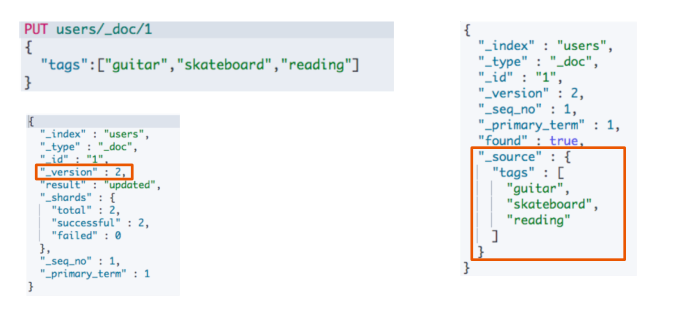 PUT users/_doc/1
{
  "tags":["guitar","skateboard","reading"]
}
{
  "_index" : "users",
  "_type" : "_doc",
  "_id" : "1",
  "_version" : 2,
  "result" : "updated",
  "_shards" : {
    "total" : 2,
    "successful" : 2,
    "failed" : 0
  },
  "_seq_no" : 1,
  "_primary_term" : 1
}
{
  "_index" : "users",
  "_type" : "_doc",
  "_id" : "1",
  "_version" : 2,
  "_seq_no" : 1,
  "_primary_term" : 1,
  "found" : true,
  "_source" : {
    "tags" : [
      "guitar",
      "skateboard",
      "reading"
    ]
  }
}